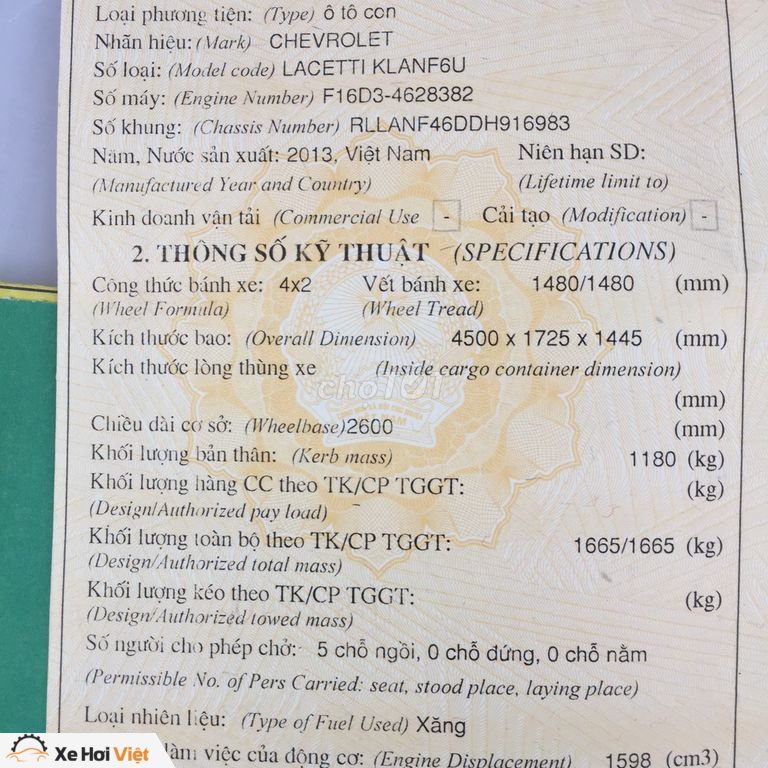 Loại phương tiện: (Type) ô tô con
Nhãn hiệu: (Mark) CHEVROLET
Số loại: (Model code) LACETTI KLANF6U
Số máy: (Engine Number) F16D3-4628382
Số khung: (Chassis Number) RLLANF46DDH916983
Năm, Nước sản xuất: 2013, Việt Nam Niên hạn SD:
(Manufactured Year and Country) (Lifetime limit to)
Kinh doanh vận tải (Commercial Use - Cải tạo (Modification) -
2. THÔNG SỐ KỸ THUẬT (SPECIFICATIONS)
Công thức bánh xe: 4x2 Vết bánh xe: 1480/1480 (mm)
(Wheel Formula) (Wheel Tread)
Kích thước bao: (Overall Dimension) 4500 x 1725 x 1445 (mm)
Kích thước lòng thùng xe (Inside cargo container dimension)
chotốt
(mm)
Chiều dài cơ sở: (Wheelbase) 2600 (mm)
Khối lượng bản thân: (Kerb mass) 1180 (kg)
Khối lượng hàng CC theo TK/CP TGGT: (kg)
(Design/Authorized pay load)
Khối lượng toàn bộ theo TK/CP TGGT: 1665/1665 (kg)
(Design/Authorized total mass)
Khối lượng kéo theo TK/CP TGGT: (kg)
(Design/Authorized towed mass)
Số người cho phép chở: 5 chỗ ngồi, 0 chỗ đứng, 0 chỗ nằm
(Permissible No. of Pers Carried: seat, stood place, laying place)
Loại nhiên liệu: (Type of Fuel Used) Xăng
làm việc của động cơ: (Engine Displacement) 1598 (cm3)
Xe Hơi Việt